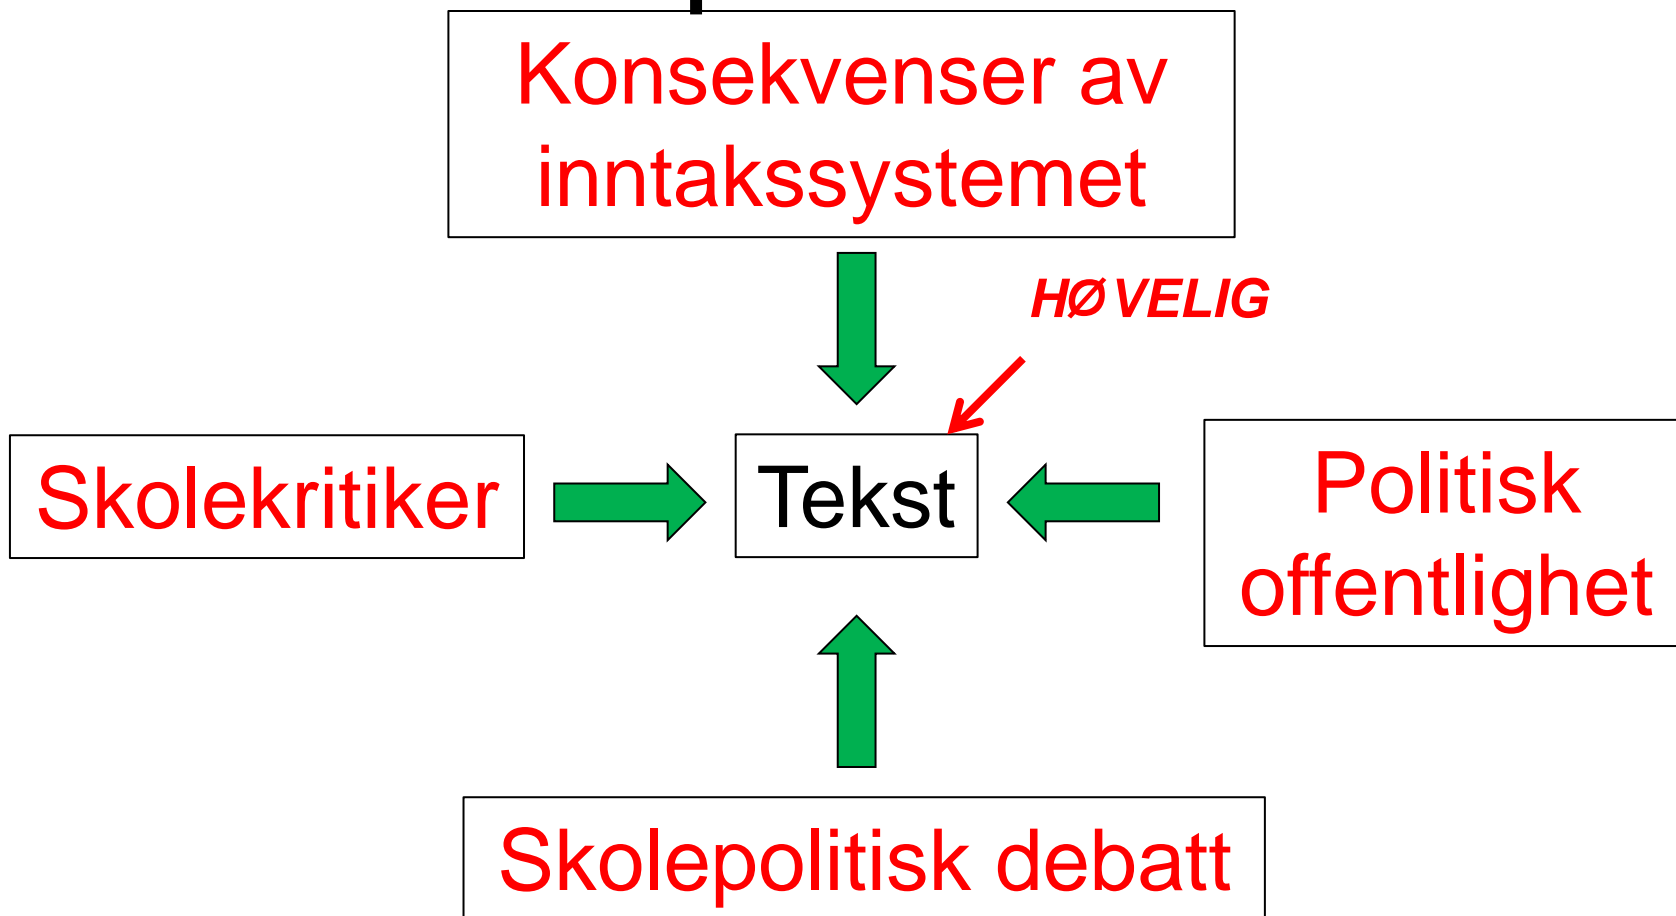 Konsekvenser av
inntakssystemet
HØVELIG
Skolekritiker
Tekst
Politisk
offentlighet
Skolepolitisk debatt